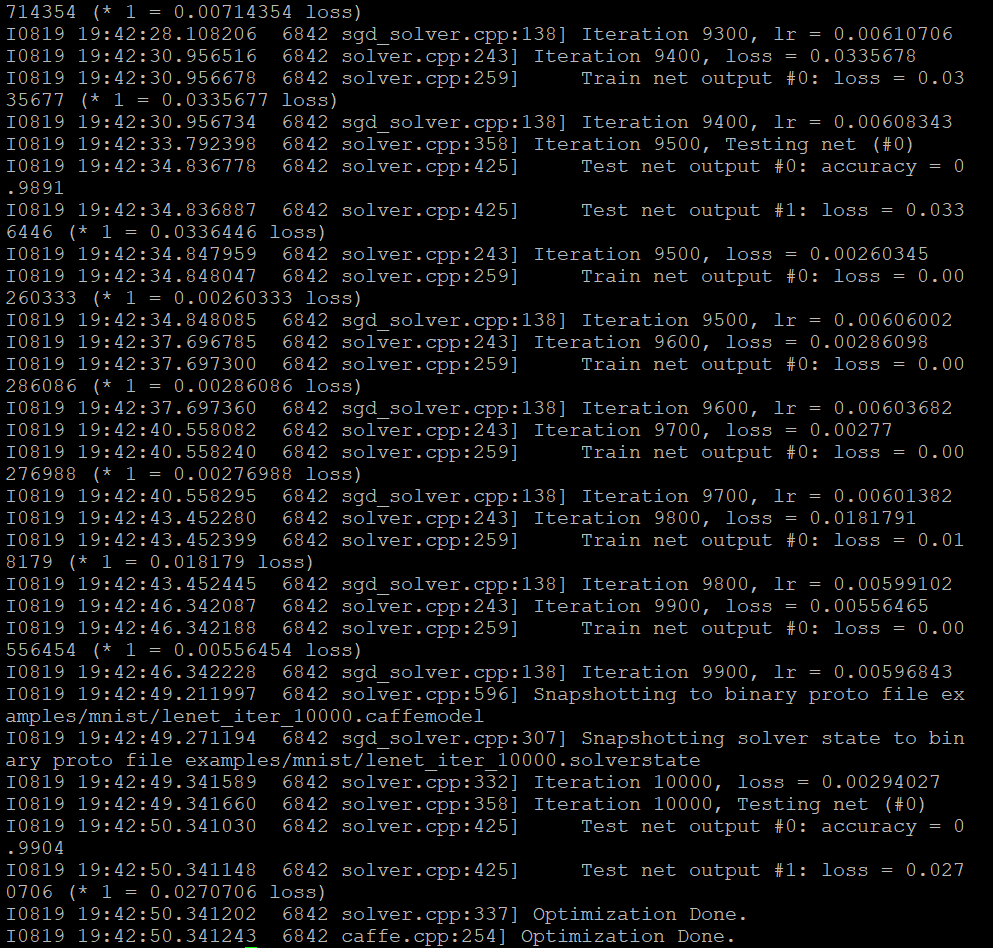 714354 (* 1 = 0.00714354 loss)
I0819 19:42:28.108206  6842 sgd_solver.cpp:138] Iteration 9300, lr = 0.00610706
I0819 19:42:30.956516  6842 solver.cpp:243] Iteration 9400, loss = 0.0335678
I0819 19:42:30.956678  6842 solver.cpp:259]     Train net output #0: loss = 0.03
35677 (* 1 = 0.0335677 loss)
I0819 19:42:30.956734  6842 sgd_solver.cpp:138] Iteration 9400, lr = 0.00608343
I0819 19:42:33.792398  6842 solver.cpp:358] Iteration 9500, Testing net (#0)
I0819 19:42:34.836778  6842 solver.cpp:425]     Test net output #0: accuracy = 0
.9891
I0819 19:42:34.836887  6842 solver.cpp:425]     Test net output #1: loss = 0.033
6446 (* 1 = 0.0336446 loss)
I0819 19:42:34.847959  6842 solver.cpp:243] Iteration 9500, loss = 0.00260345
I0819 19:42:34.848047  6842 solver.cpp:259]     Train net output #0: loss = 0.00
260333 (* 1 = 0.00260333 loss)
I0819 19:42:34.848085  6842 sgd_solver.cpp:138] Iteration 9500, lr = 0.00606002
I0819 19:42:37.696785  6842 solver.cpp:243] Iteration 9600, loss = 0.00286098
I0819 19:42:37.697300  6842 solver.cpp:259]     Train net output #0: loss = 0.00
286086 (* 1 = 0.00286086 loss)
I0819 19:42:37.697360  6842 sgd_solver.cpp:138] Iteration 9600, lr = 0.00603682
I0819 19:42:40.558082  6842 solver.cpp:243] Iteration 9700, loss = 0.00277
I0819 19:42:40.558240  6842 solver.cpp:259]     Train net output #0: loss = 0.00
276988 (* 1 = 0.00276988 loss)
I0819 19:42:40.558295  6842 sgd_solver.cpp:138] Iteration 9700, lr = 0.00601382
I0819 19:42:43.452280  6842 solver.cpp:243] Iteration 9800, loss = 0.0181791
I0819 19:42:43.452399  6842 solver.cpp:259]     Train net output #0: loss = 0.01
8179 (* 1 = 0.018179 loss)
I0819 19:42:43.452445  6842 sgd_solver.cpp:138] Iteration 9800, lr = 0.00599102
I0819 19:42:46.342087  6842 solver.cpp:243] Iteration 9900, loss = 0.00556465
I0819 19:42:46.342188  6842 solver.cpp:259]     Train net output #0: loss = 0.00
556454 (* 1 = 0.00556454 loss)
I0819 19:42:46.342228  6842 sgd_solver.cpp:138] Iteration 9900, lr = 0.00596843
I0819 19:42:49.211997  6842 solver.cpp:596] Snapshotting to binary proto file ex
amples/mnist/lenet_iter_10000.caffemodel
I0819 19:42:49.271194  6842 sgd_solver.cpp:307] Snapshotting solver state to bin
ary proto file examples/mnist/lenet_iter_10000.solverstate
I0819 19:42:49.341589  6842 solver.cpp:332] Iteration 10000, loss = 0.00294027
I0819 19:42:49.341660  6842 solver.cpp:358] Iteration 10000, Testing net (#0)
I0819 19:42:50.341030  6842 solver.cpp:425]     Test net output #0: accuracy = 0
.9904
I0819 19:42:50.341148  6842 solver.cpp:425]     Test net output #1: loss = 0.027
0706 (* 1 = 0.0270706 loss)
I0819 19:42:50.341202  6842 solver.cpp:337] Optimization Done.
I0819 19:42:50.341243  6842 caffe.cpp:254] Optimization Done.